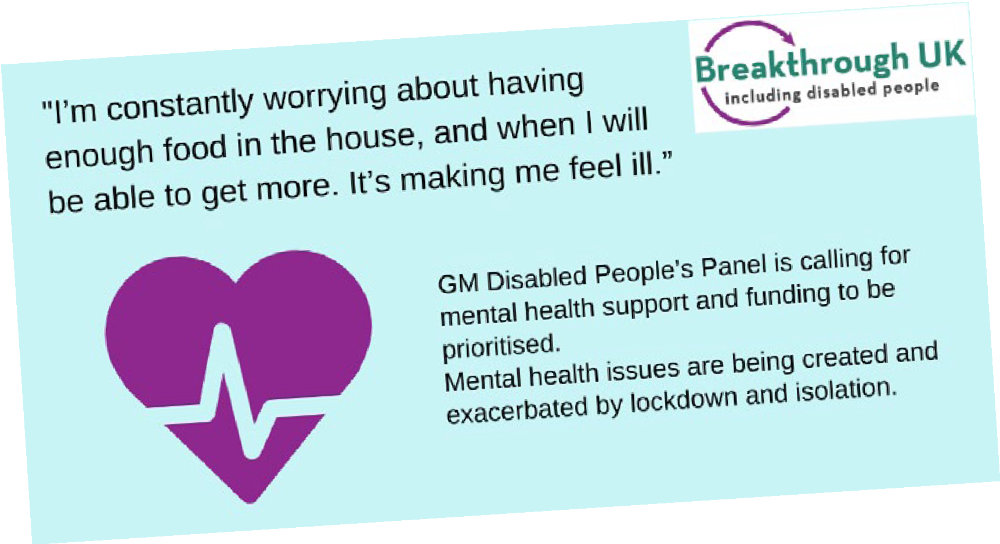 "I’m constantly worrying about having
enough food in the house, and when I will
be able to get more. It’s making me feel ill.”
Breakthrough UK
including disabled people
GM Disabled People's Panel is calling for
mental health support and funding to be
prioritised.
Mental health issues are being created and
exacerbated by lockdown and isolation.